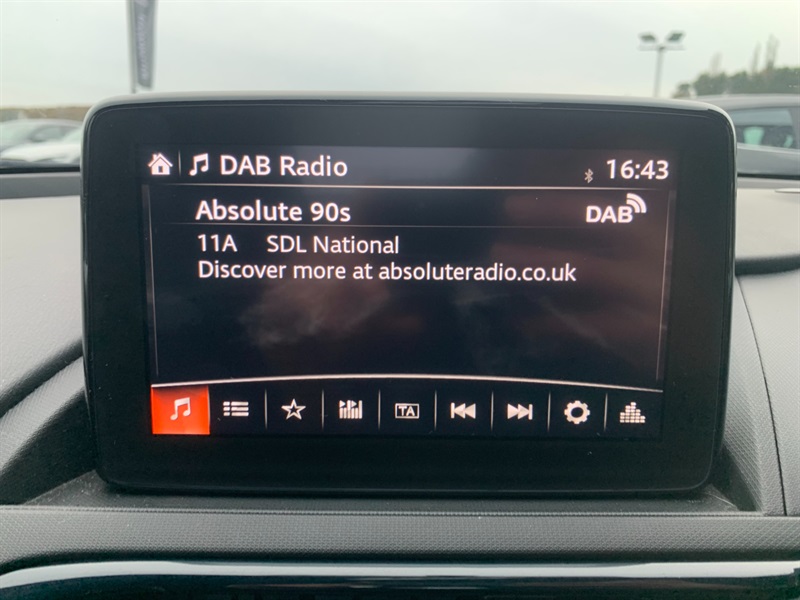 DAB Radio 16:43
Absolute 90s DAB
11A SDL National
Discover more at absoluteradio.co.uk
TA